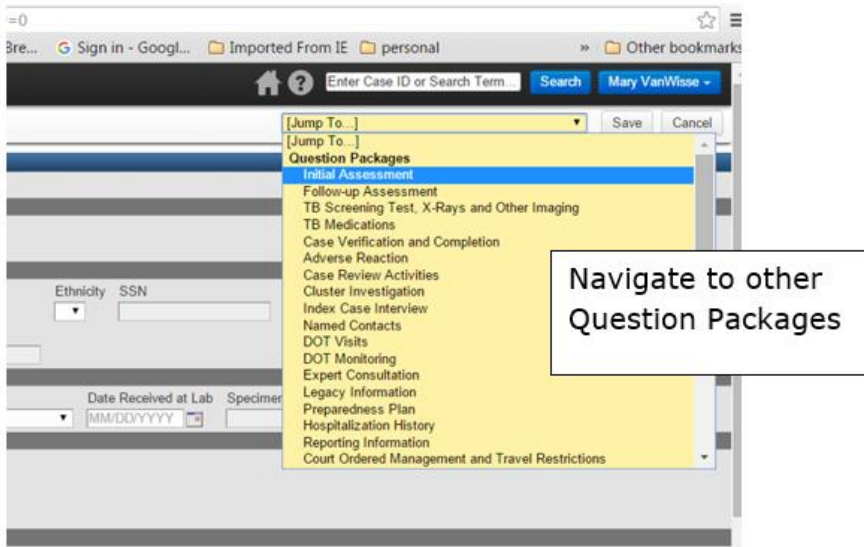 =0
Bre... G Sign in - Googl... Imported From IE personal » Other bookmarks
? Enter Case ID or Search Term... Search Mary VanWisse
[Jump To...] Save Cancel
[Jump To...]
Question Packages
Initial Assessment
Follow-up Assessment
TB Screening Test, X-Rays and Other Imaging
TB Medications
Case Verification and Completion
Adverse Reaction
Case Review Activities
Cluster Investigation
Index Case Interview
Named Contacts
DOT Visits
DOT Monitoring
Expert Consultation
Legacy Information
Preparedness Plan
Hospitalization History
Reporting Information
Court Ordered Management and Travel Restrictions
Navigate to other
Question Packages
Ethnicity SSN
Date Received at Lab Specimen
MM/DD/YYYY